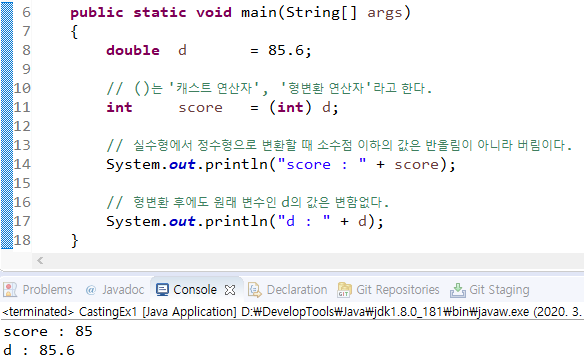 6 public static void main(String[] args)
7 {
8 double d = 85.6;
9
10 // ()는 '캐스트 연산자', '형변환 연산자'라고 한다.
11 int score = (int) d;
12
13 // 실수형에서 정수형으로 변환할 때 소수점 이하의 값은 반올림이 아니라 버림이다.
14 System.out.println("score : " + score);
15
16 // 형변환 후에도 원래 변수인 d의 값은 변함없다.
17 System.out.println("d : " + d);
18 }
Problems @ Javadoc Console Declaration Git Repositories Git Staging
<terminated> CastingEx1 [Java Application] D:₩DevelopTools₩Java₩jdk1.8.0_181₩bin₩javaw.exe (2020. 3.
score : 85
d : 85.6